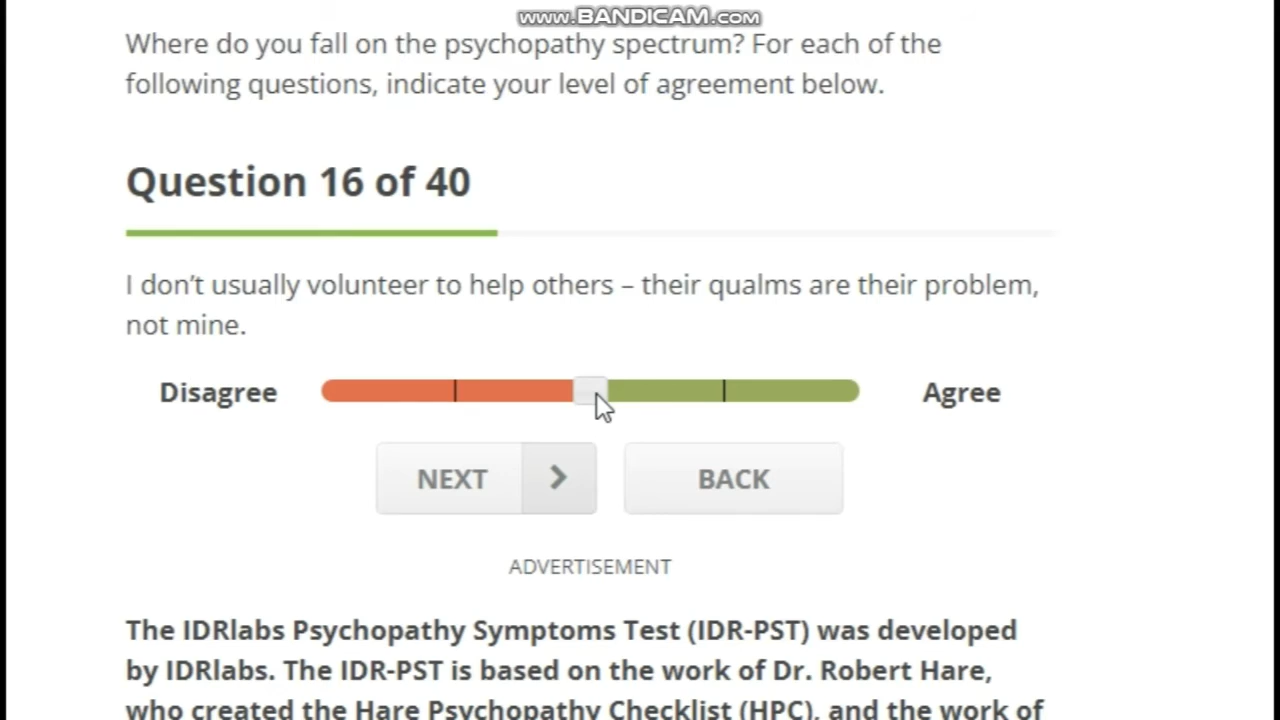 www.BANDICAM.com
Where do you fall on the psychopathy spectrum? For each of the
following questions, indicate your level of agreement below.
Question 16 of 40
I don’t usually volunteer to help others – their qualms are their problem,
not mine.
Disagree Agree
NEXT BACK
ADVERTISEMENT
The IDRlabs Psychopathy Symptoms Test (IDR-PST) was developed
by IDRlabs. The IDR-PST is based on the work of Dr. Robert Hare,
who created the Hare Psychopathy Checklist (HPC), and the work of